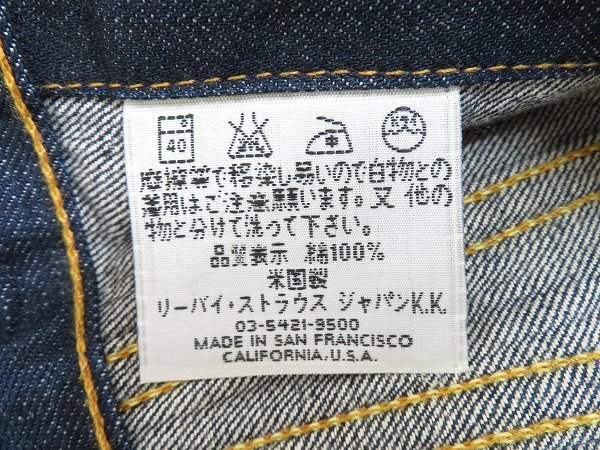 40
摩擦等で移染し易いので白物との
着用はご注意願います。又 他の
物と分けて洗って下さい。
品質表示 綿100%
米国製
リーバイ・ストラウス ジャパンK.K.
03-5421-9500
MADE IN SAN FRANCISCO
CALIFORNIA.U.S.A.